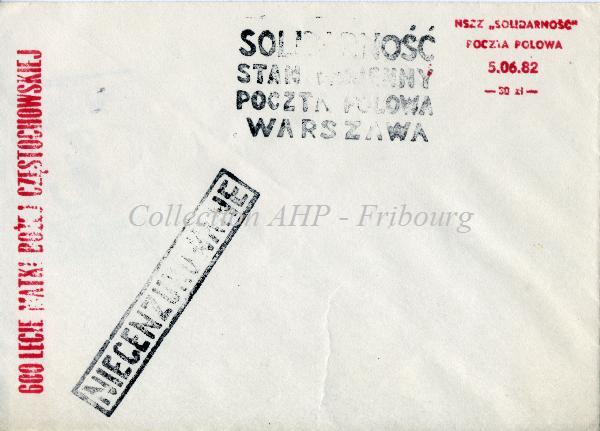 SOLIDARNOŚĆ
STAN WOJENNY
POCZTA POLOWA
WARSZAWA
NSZZ „SOLIDARNOŚĆ"
POCZTA POLOWA
5.06.82
— 30 zł —
600 LECIE MATKI BOŻEJ CZĘSTOCHOWSKIEJ
NIECENZUROWANE
Collection AHP - Fribourg